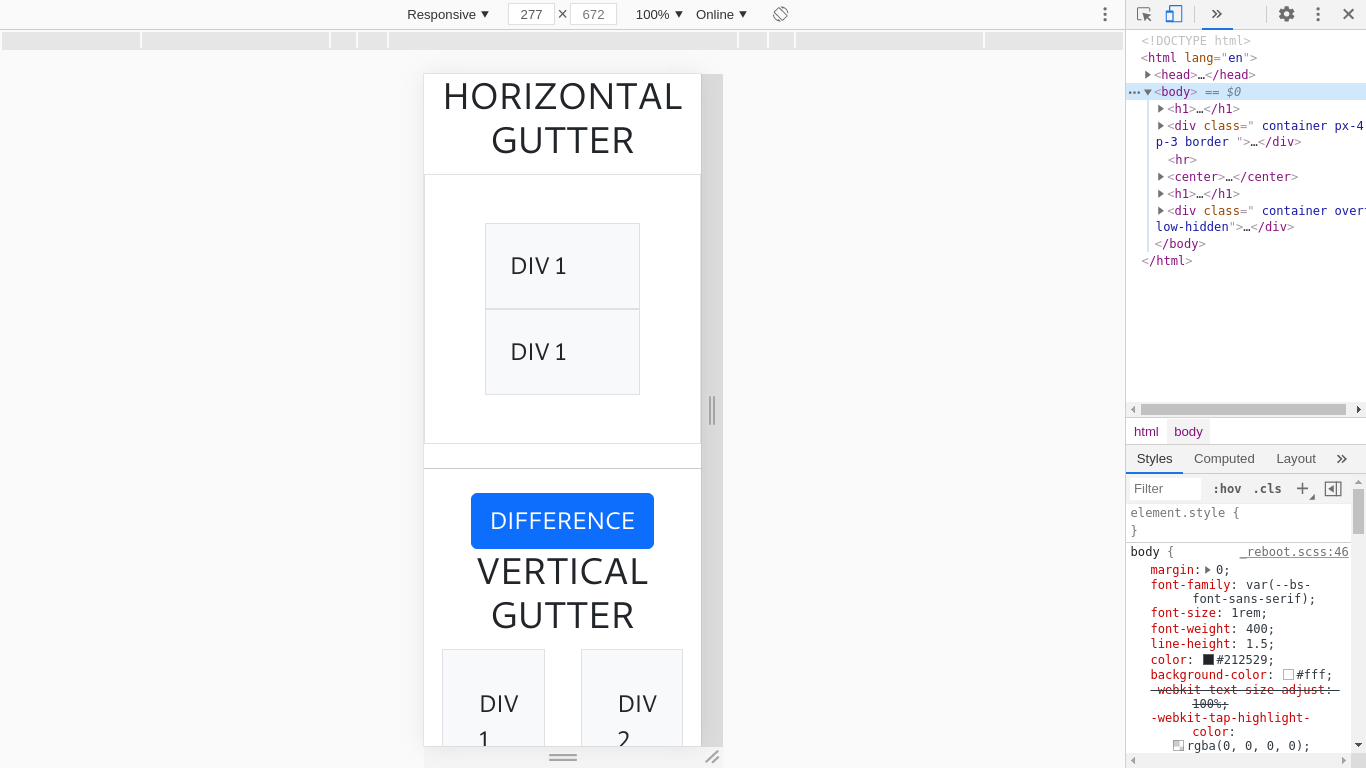 Responsive ▼ 277 × 672 100% ▼ Online ▼
<!DOCTYPE html>
<html lang="en">
<head>…</head>
<body> == $0
<h1>…</h1>
<div class=" container px-4
p-3 border ">…</div>
<hr>
<center>…</center>
<h1>…</h1>
<div class=" container over
low-hidden">…</div>
</body>
</html>
HORIZONTAL
GUTTER
DIV 1
DIV 1
DIFFERENCE
VERTICAL
GUTTER
DIV
1
DIV
2
html body
Styles Computed Layout
Filter :hov .cls
element.style {
}
body { _reboot.scss:46
margin: 0;
font-family: var(--bs-
font-sans-serif);
font-size: 1rem;
font-weight: 400;
line-height: 1.5;
color: #212529;
background-color: #fff;
-webkit-text-size-adjust:
100%;
-webkit-tap-highlight-
color:
rgba(0, 0, 0, 0);